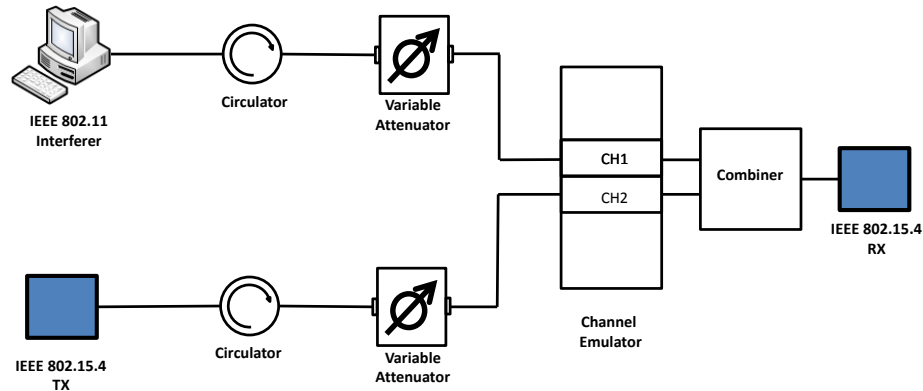 IEEE 802.11
Interferer
Circulator
Variable
Attenuator
CH1
CH2
Combiner
IEEE 802.15.4
RX
Channel
Emulator
IEEE 802.15.4
TX
Circulator
Variable
Attenuator